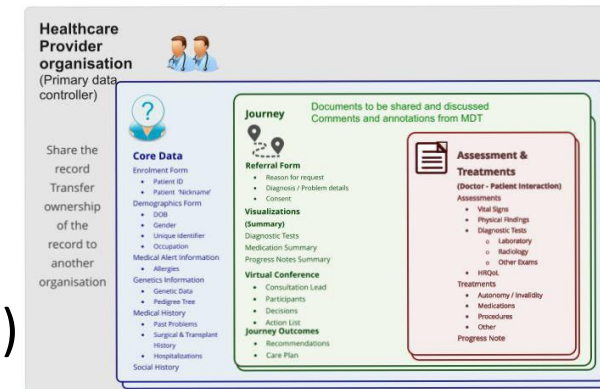 Healthcare
Provider
organisation
(Primary data
controller)
Share the
record
Transfer
ownership
of the
record to
another
organisation
)
?
Core Data
Enrolment Form
• Patient ID
• Patient 'Nickname'
Demographics Form
• DOB
• Gender
• Unique Identifier
• Occupation
Medical Alert Information
• Allergies
Genetics Information
• Genetic Data
• Pedigree Tree
Medical History
• Past Problems
• Surgical & Transplant
History
• Hospitalizations
Social History
Journey
Documents to be shared and discussed
Comments and annotations from MDT
Referral Form
• Reason for request
• Diagnosis / Problem details
• Consent
Visualizations
(Summary)
Diagnostic Tests
Medication Summary
Progress Notes Summary
Virtual Conference
• Consultation Lead
• Participants
• Decisions
• Action List
Journey Outcomes
• Recommendations
• Care Plan
Assessment &
Treatments
(Doctor - Patient Interaction)
Assessments
• Vital Signs
• Physical Findings
• Diagnostic Tests
o Laboratory
o Radiology
o Other Exams
• HRQoL
Treatments
• Autonomy / Invalidity
• Medications
• Procedures
• Other
Progress Note